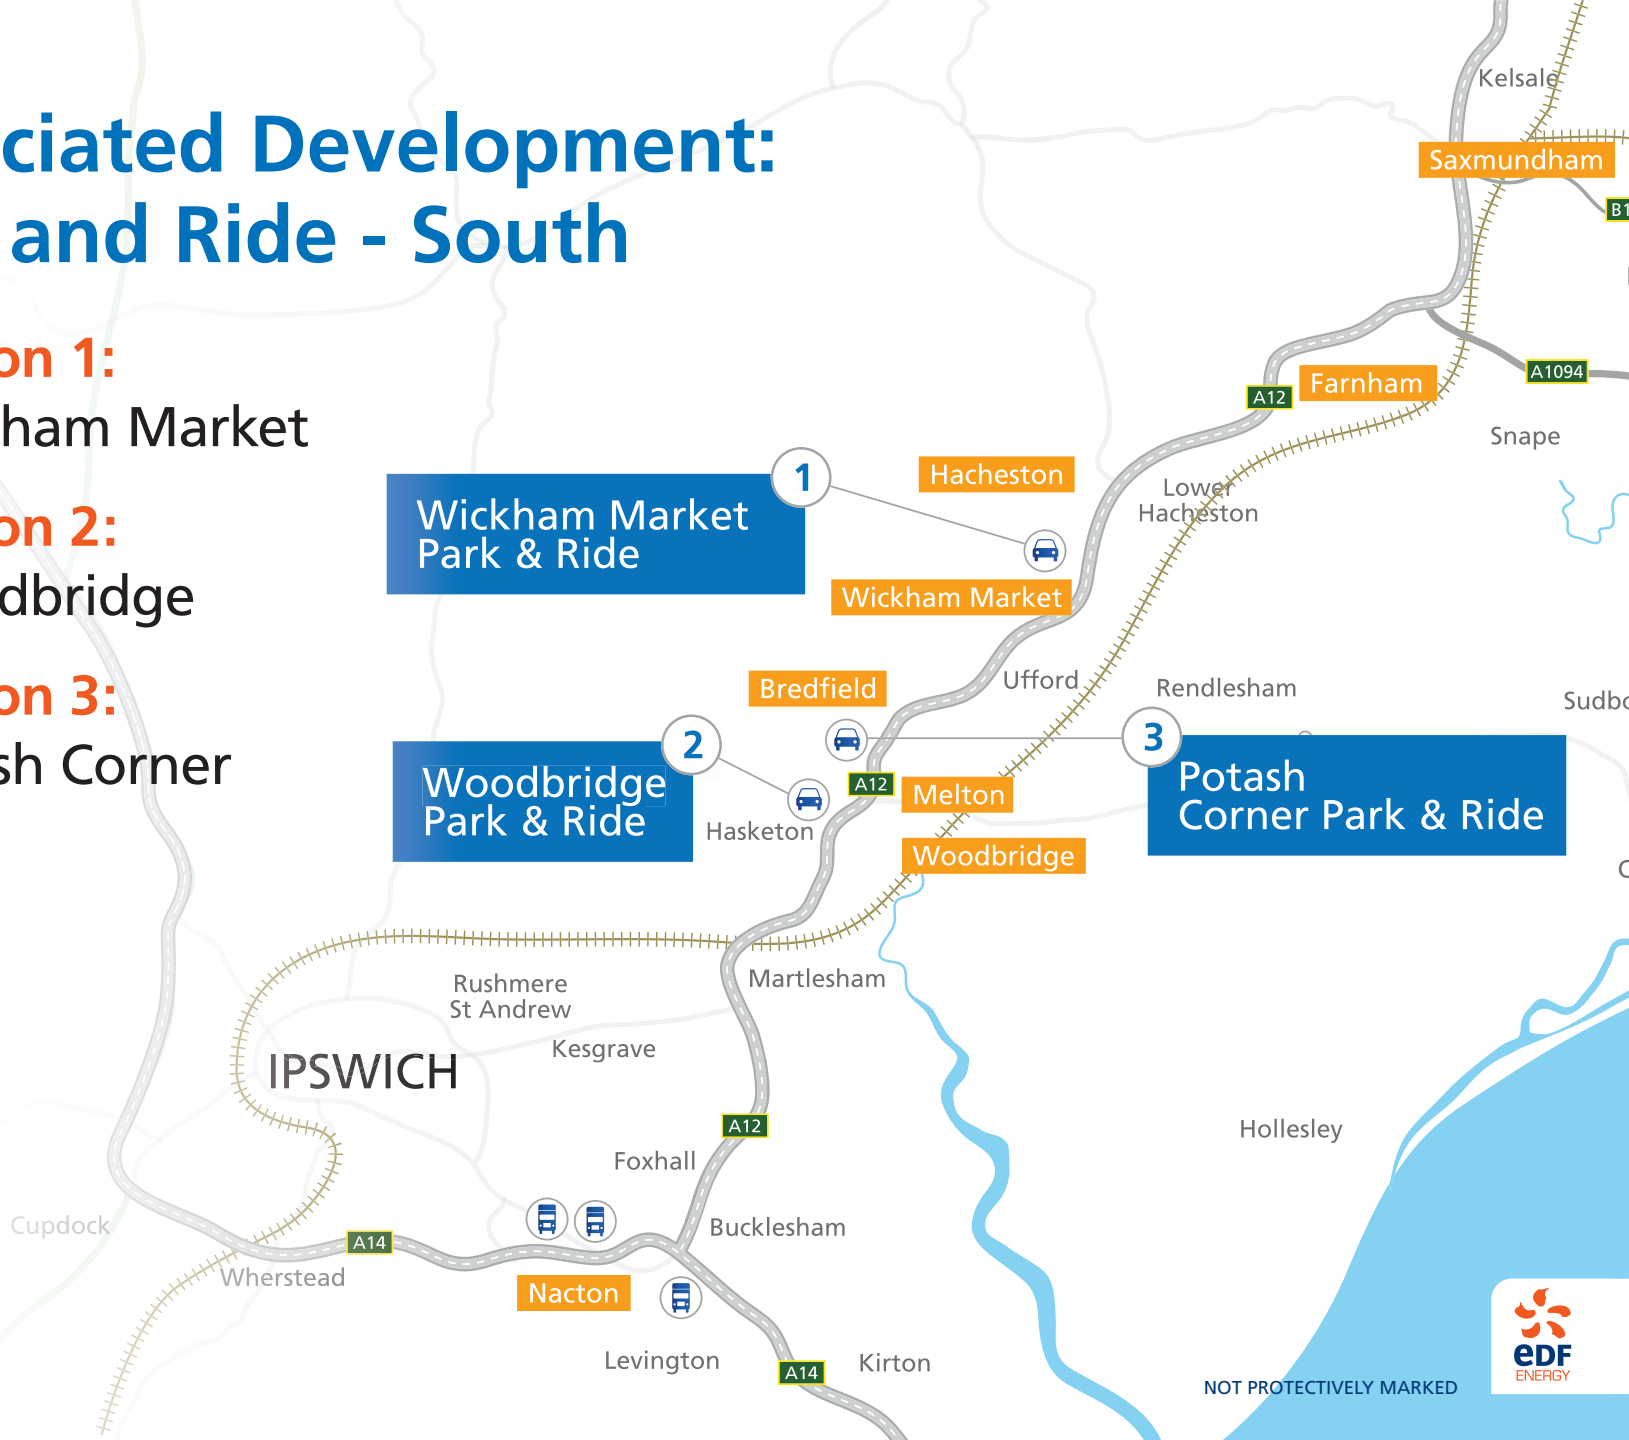 ciated Development:
and Ride - South
on 1:
ham Market
on 2:
dbridge
on 3:
sh Corner
Kelsale
Saxmundham
B1
A1094
Farnham
A12
Snape
1
Hacheston
Wickham Market
Park & Ride
Lower
Hacheston
Wickham Market
Ufford
Bredfield
Rendlesham
Sudbo
2
3
Woodbridge
Park & Ride
A12
Melton
Potash
Corner Park & Ride
Hasketon
Woodbridge
Martlesham
Rushmere
St Andrew
Kesgrave
IPSWICH
A12
Hollesley
Foxhall
Cupdock
A14
Bucklesham
Wherstead
Nacton
Levington
A14
Kirton
NOT PROTECTIVELY MARKED
eDF
ENERGY